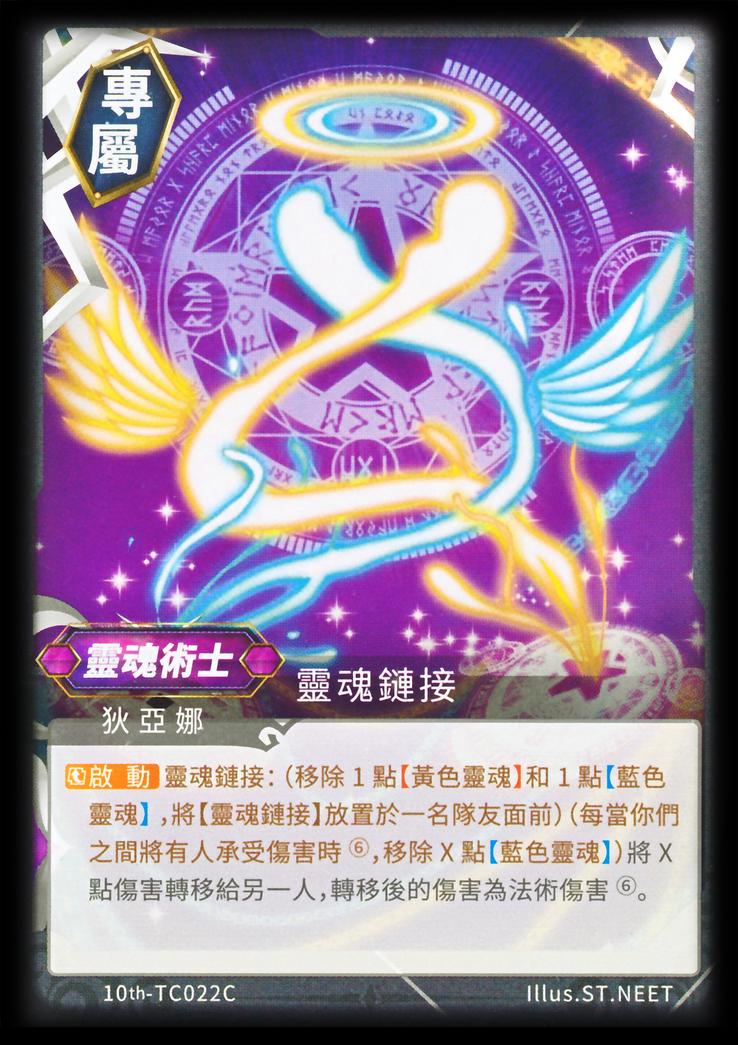 專
屬
靈魂術士
靈魂鏈接
狄亞娜
啟動 靈魂鏈接:(移除1點【黃色靈魂】和1點【藍色
靈魂】,將【靈魂鏈接】放置於一名隊友面前)(每當你們
之間將有人承受傷害時⑥,移除X點【藍色靈魂】)將X
點傷害轉移給另一人,轉移後的傷害為法術傷害⑥。
10th-TC022C
Illus.ST.NEET